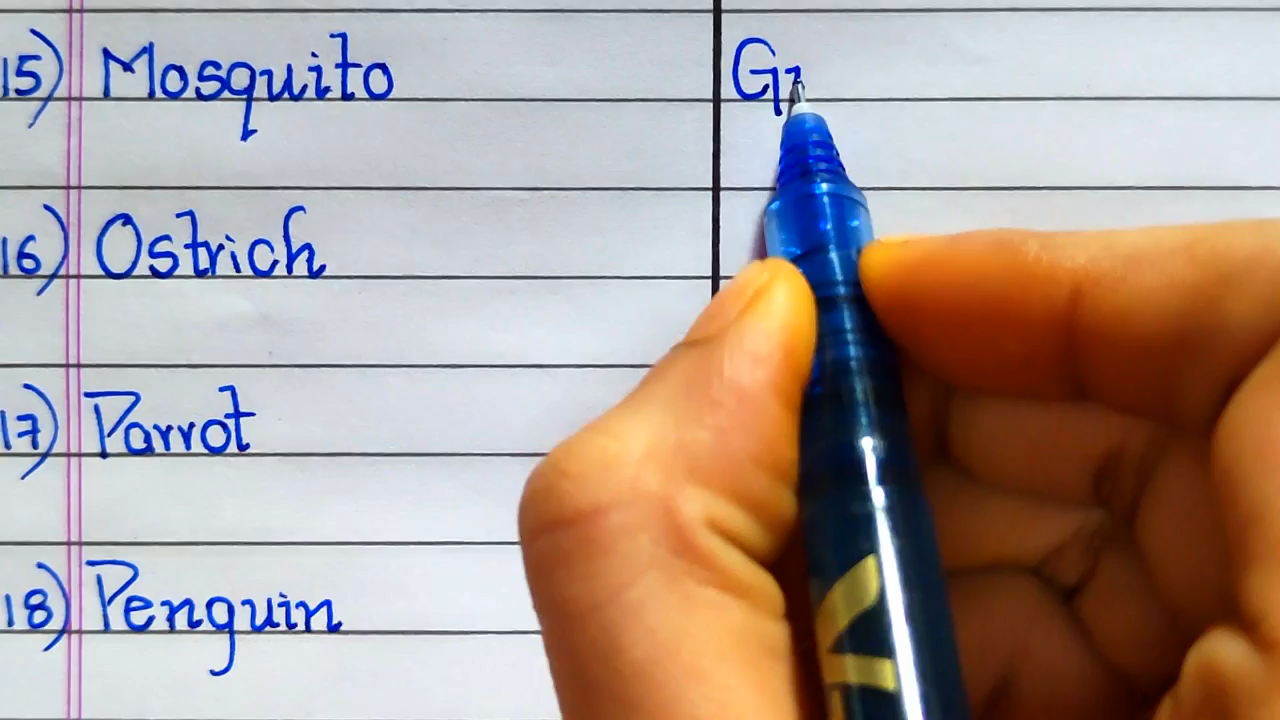 15) Mosquito G
16) Ostrich
17) Parrot
18) Penguin